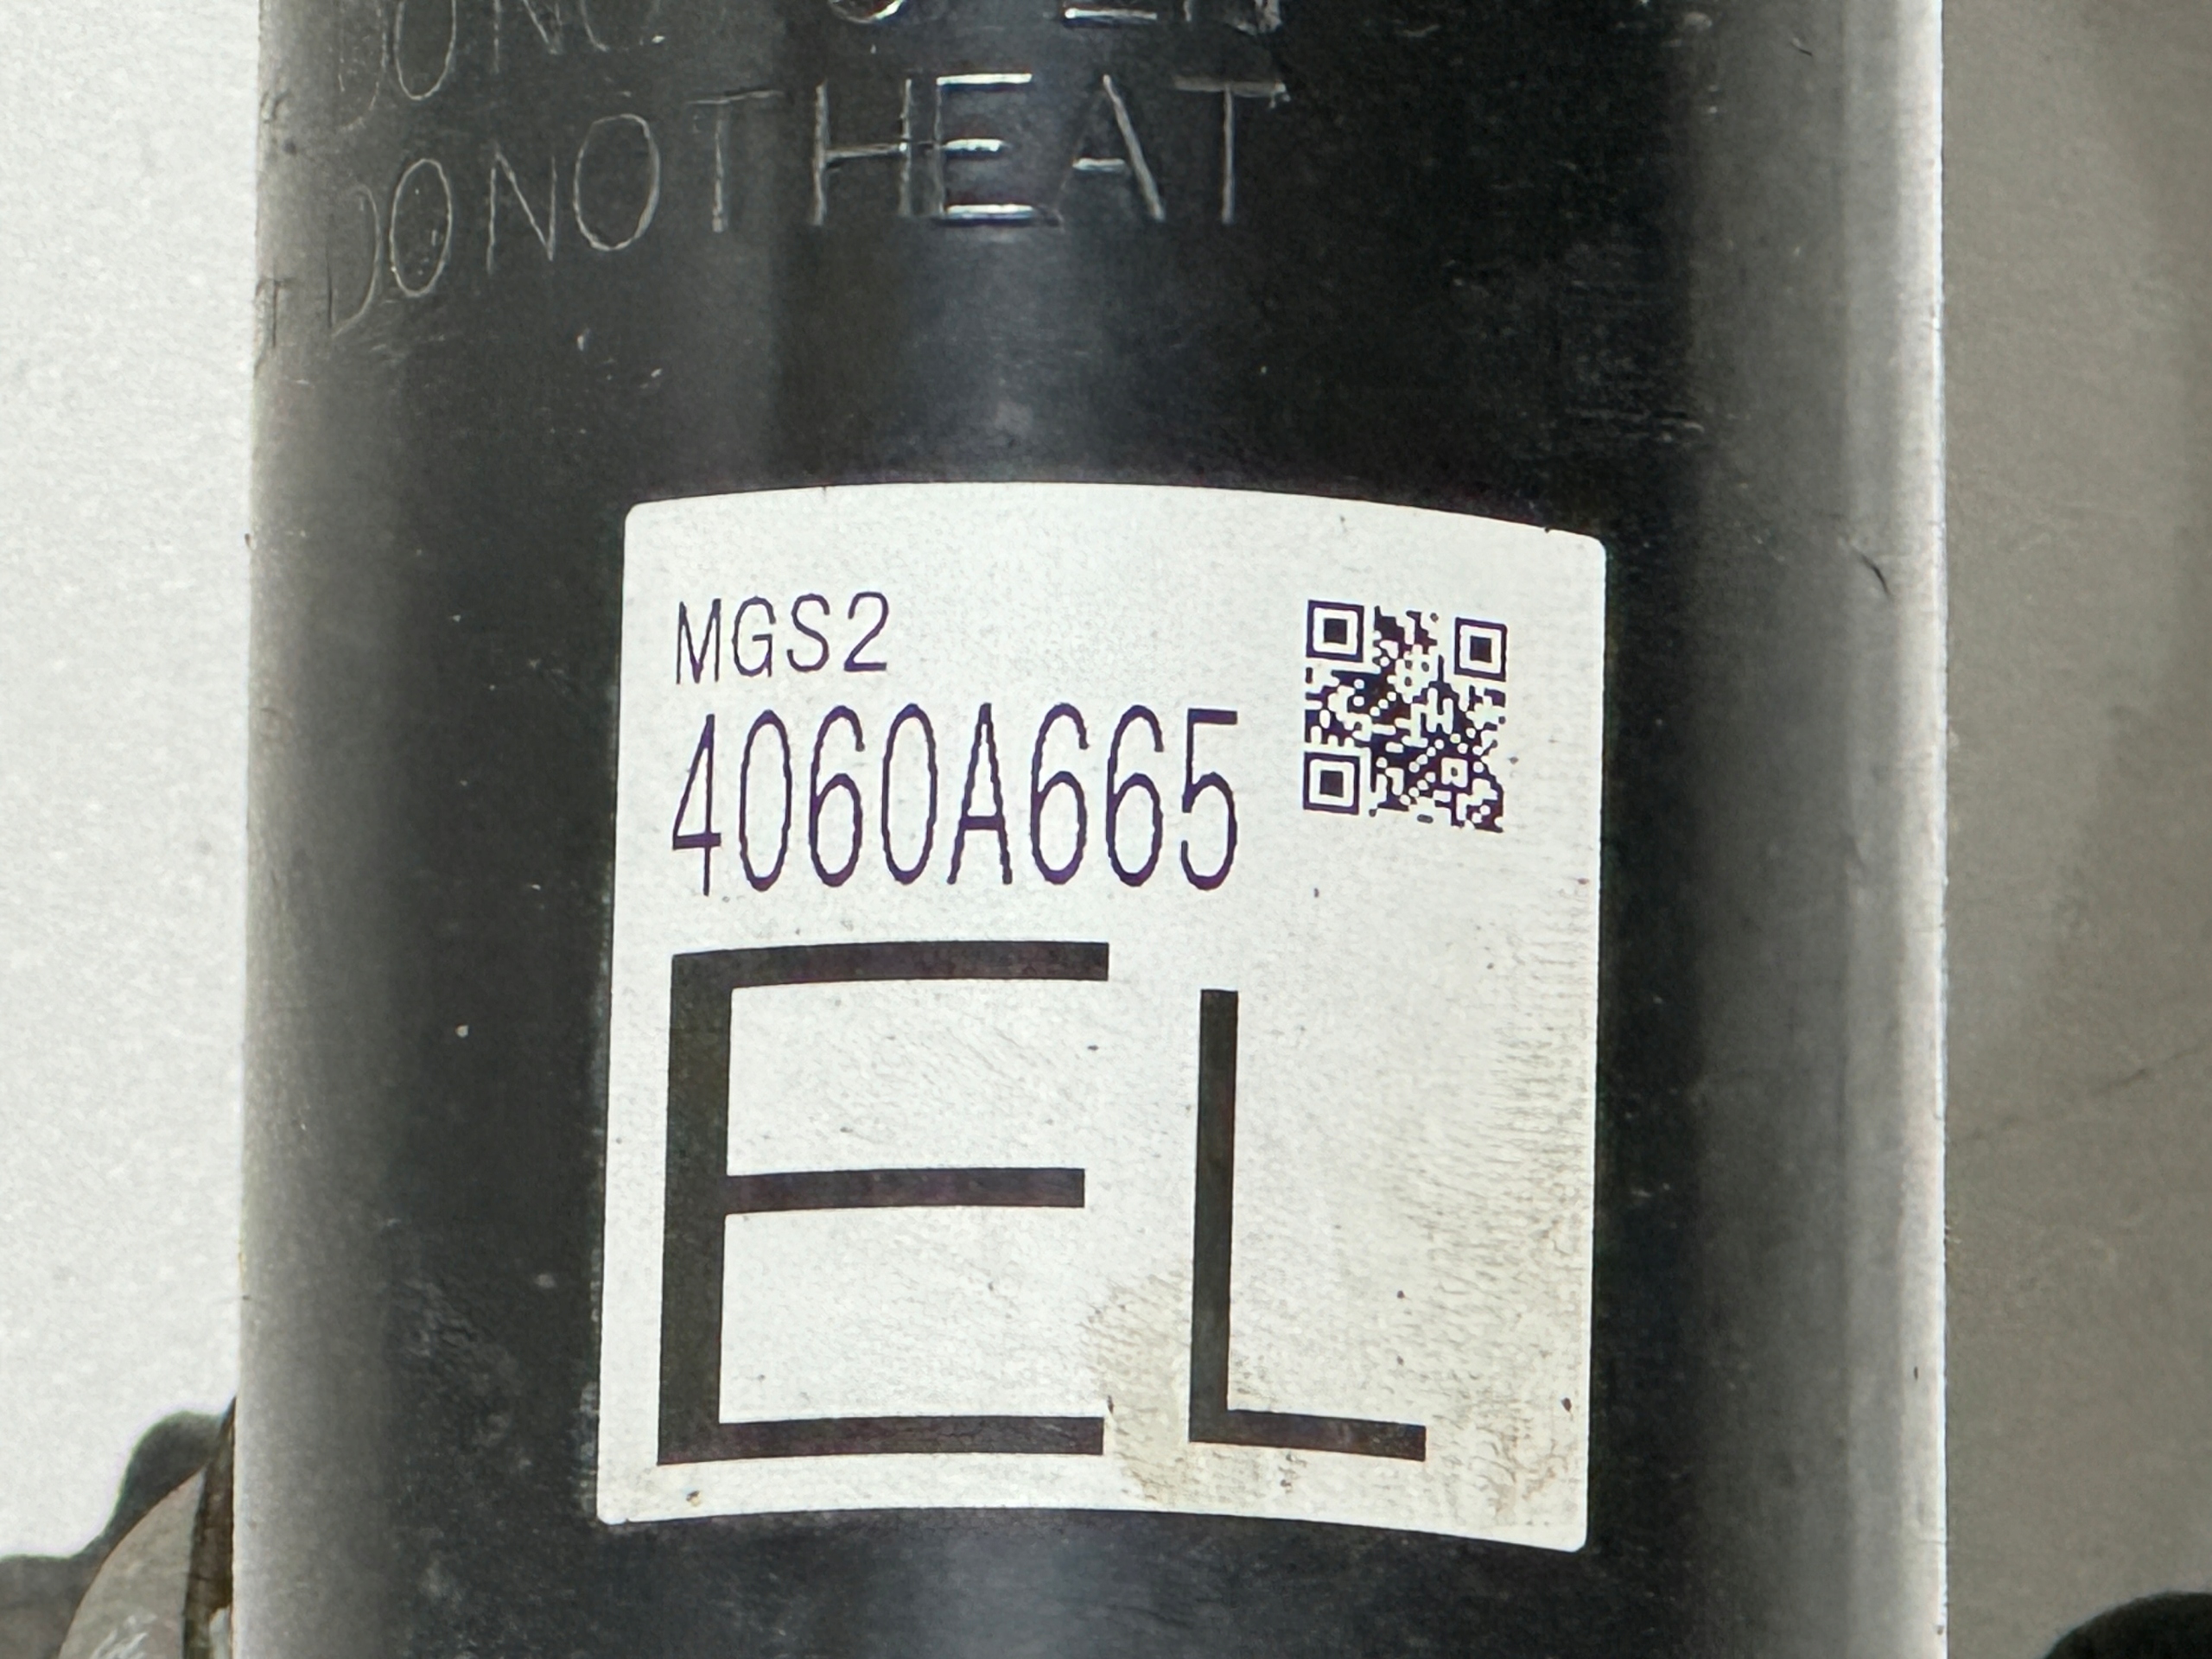 DO NOT HEAT
MGS2
4060A665
EL